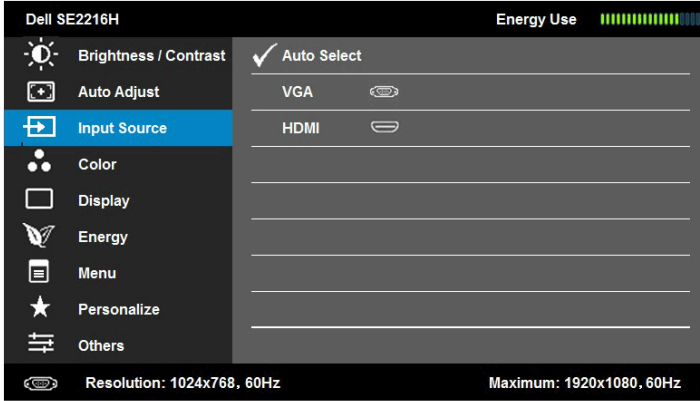 Dell SE2216H Energy Use
Brightness / Contrast Auto Select
Auto Adjust VGA
Input Source HDMI
Color
Display
Energy
Menu
Personalize
Others
Resolution: 1024x768, 60Hz Maximum: 1920x1080, 60Hz